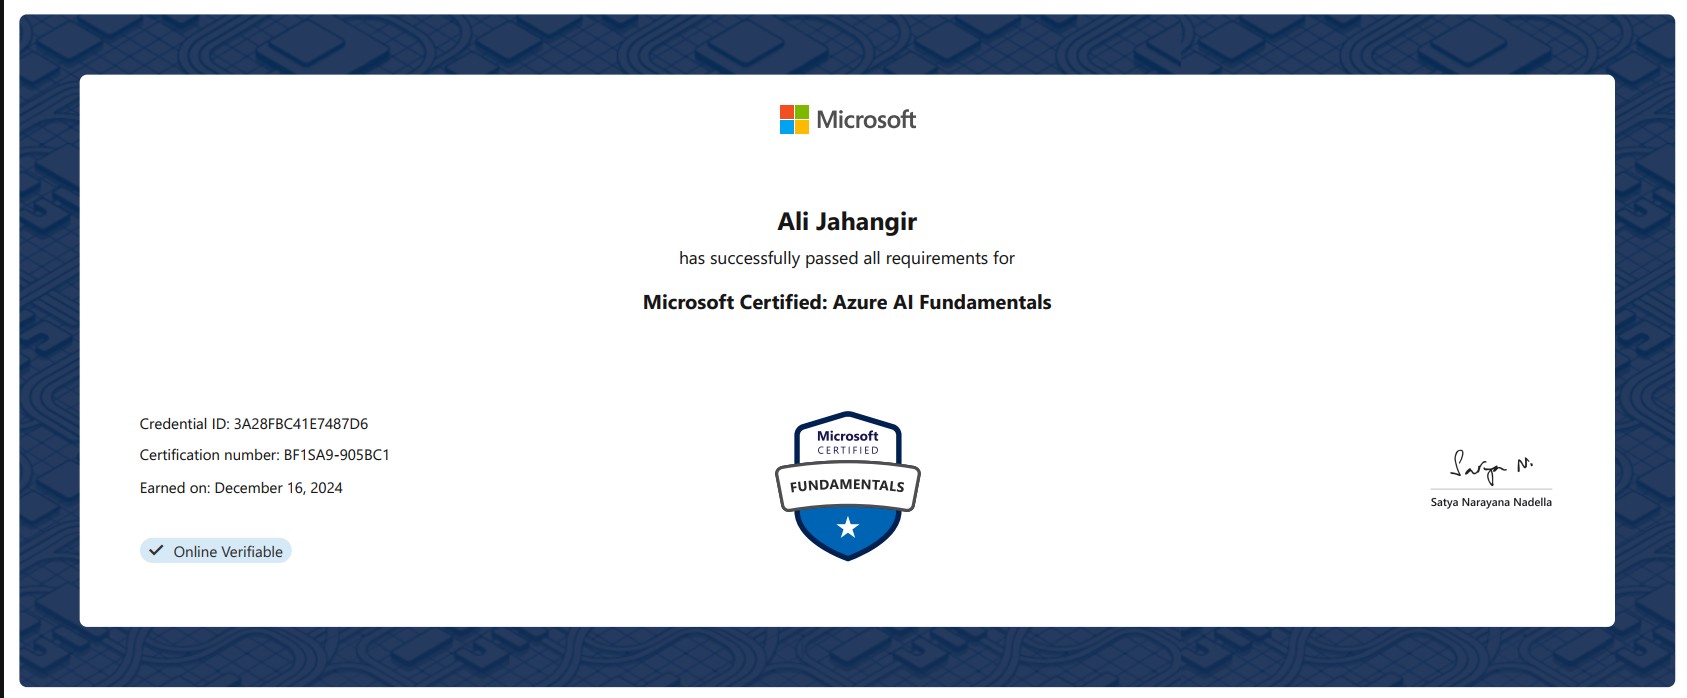 Microsoft
Ali Jahangir
has successfully passed all requirements for
Microsoft Certified: Azure AI Fundamentals
Credential ID: 3A28FBC41E7487D6
Certification number: BF1SA9-905BC1
Earned on: December 16, 2024
Online Verifiable
Microsoft
CERTIFIED
FUNDAMENTALS
Satya N.
Satya Narayana Nadella